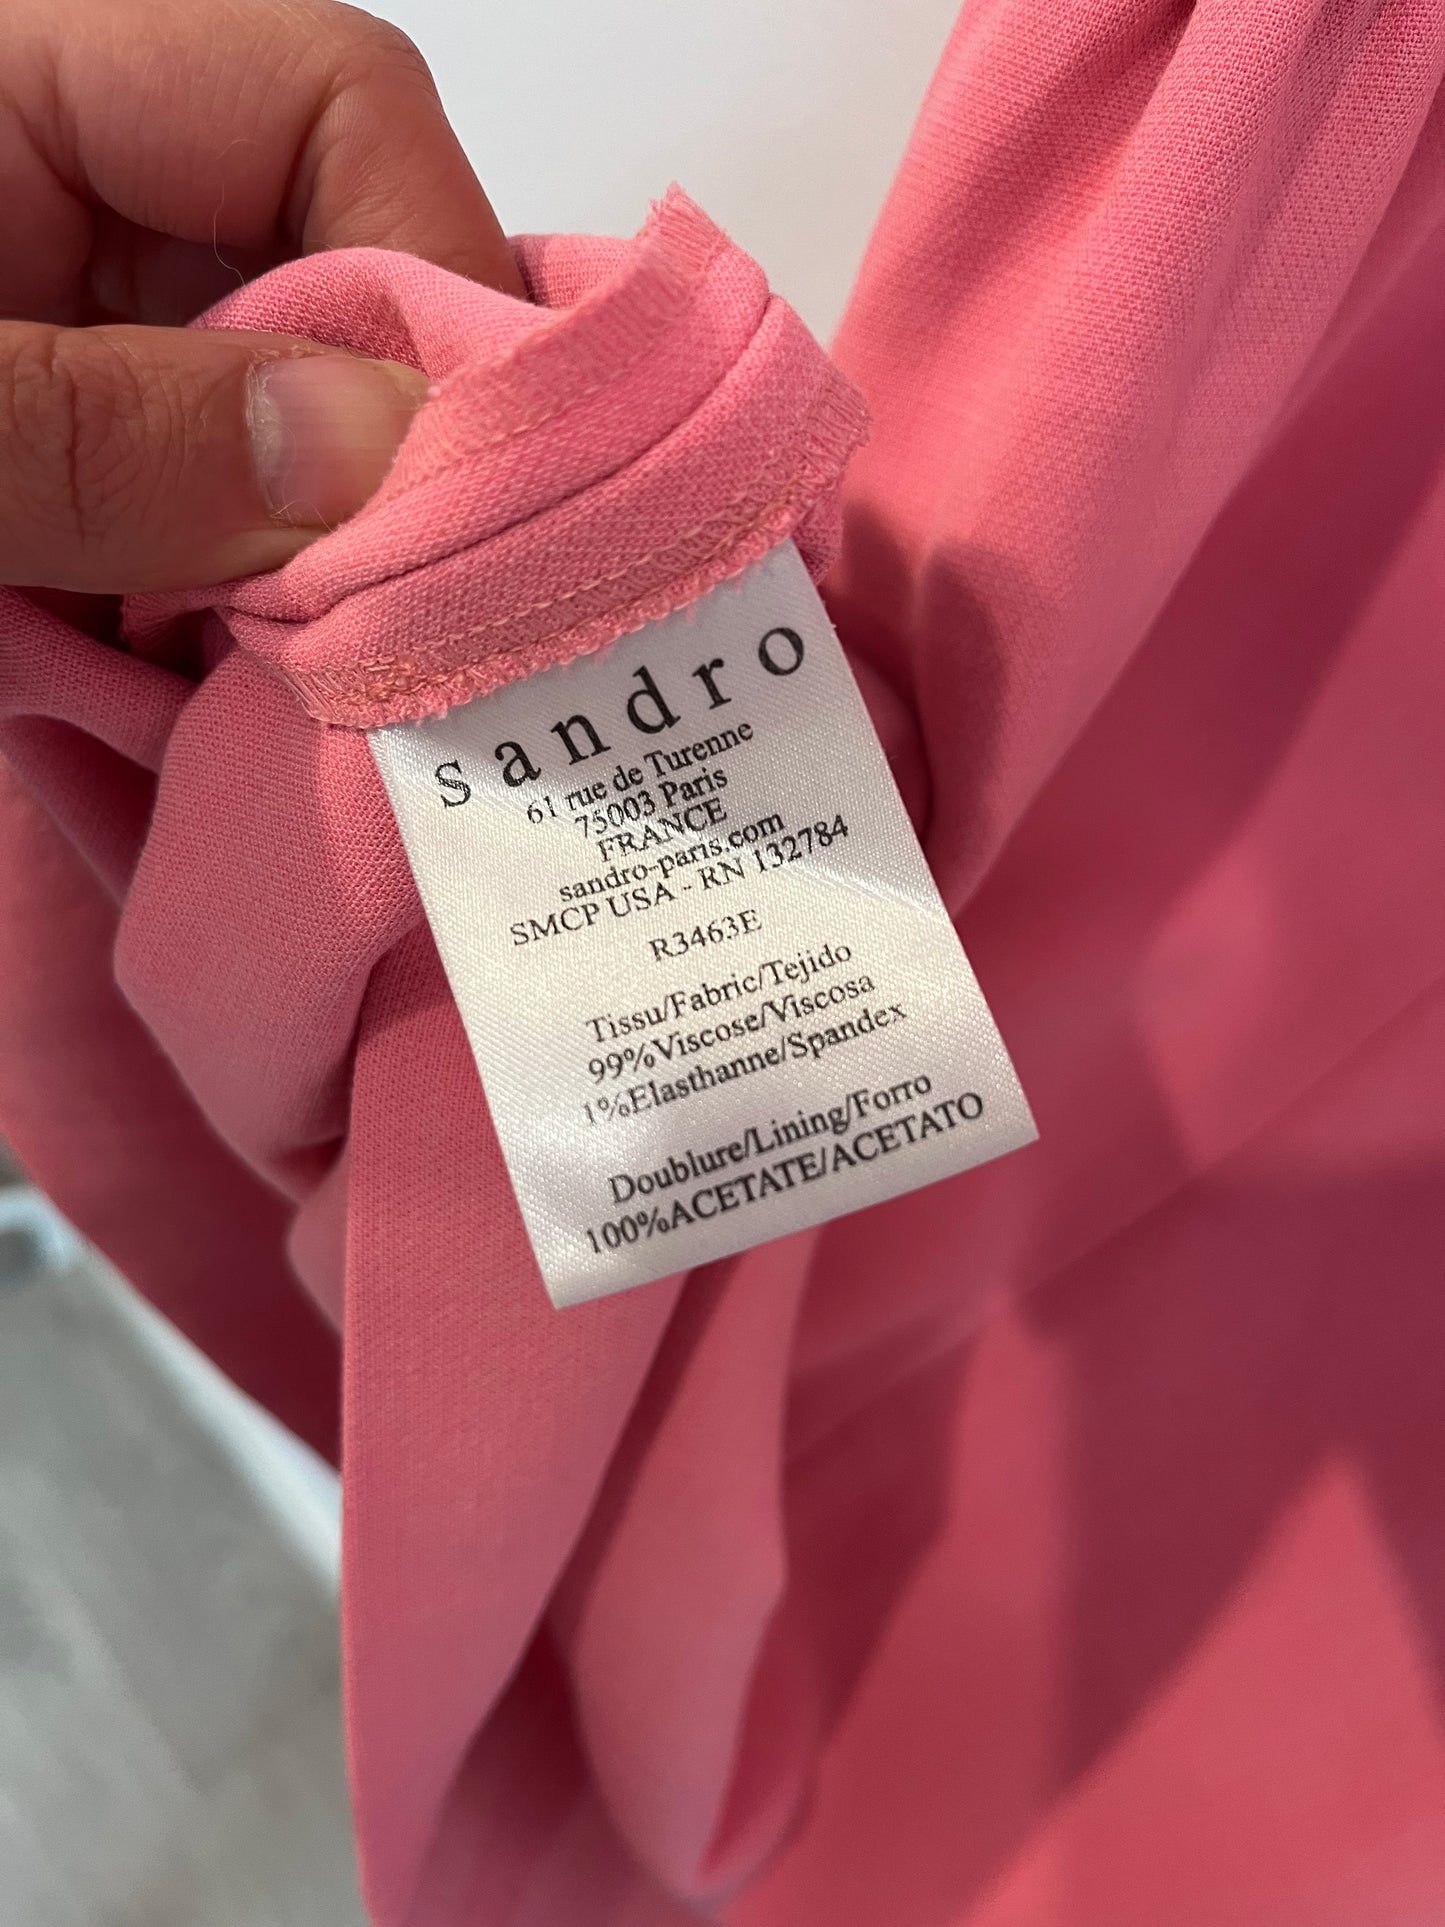 sandro
61 rue de Turenne
75003 Paris
FRANCE
sandro-paris.com
SMCP USA - RN 132784
R3463E
Tissu/Fabric/Tejido
99%Viscose/Viscosa
1%Elasthanne/Spandex
Doublure/Lining/Forro
100%ACETATE/ACETATO